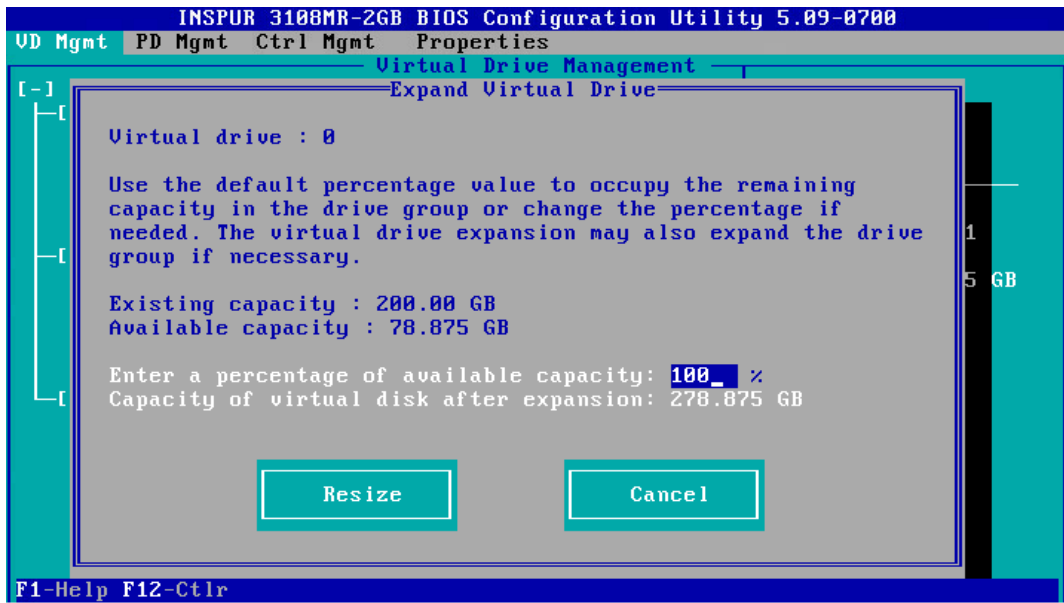 INSPUR 3108MR-2GB BIOS Configuration Utility 5.09-0700
VD Mgmt PD Mgmt Ctrl Mgmt Properties
Virtual Drive Management
[-]
Expand Virtual Drive
[
Virtual drive : 0
Use the default percentage value to occupy the remaining
capacity in the drive group or change the percentage if
needed. The virtual drive expansion may also expand the drive
1
group if necessary.
[
5 GB
Existing capacity : 200.00 GB
Available capacity : 78.875 GB
Enter a percentage of available capacity: 100_ %
[
Capacity of virtual disk after expansion: 278.875 GB
Resize Cancel
F1-Help F12-Ctlr